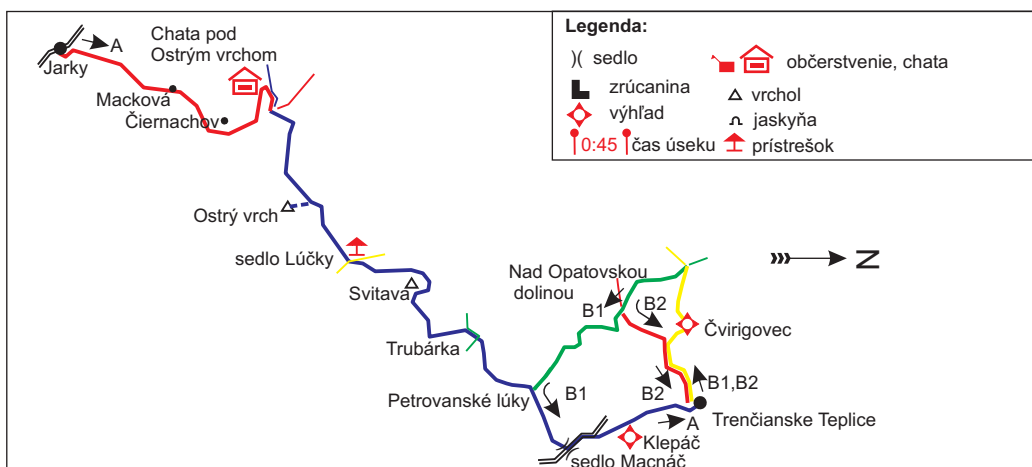 A
Jarky
Chata pod
Ostrým vrchom
Macková
Čiernachov
Ostrý vrch
sedlo Lúčky
Svitava
Trubárka
Petrovanské lúky
B1
Nad Opatovskou
dolinou
B1
B2
Čvirigovec
B2
B1,B2
Trenčianske Teplice
A
Klepáč
sedlo Macnáč
N
Legenda:
)( sedlo
zrúcanina
výhľad
0:45 čas úseku
občerstvenie, chata
vrchol
jaskyňa
prístrešok